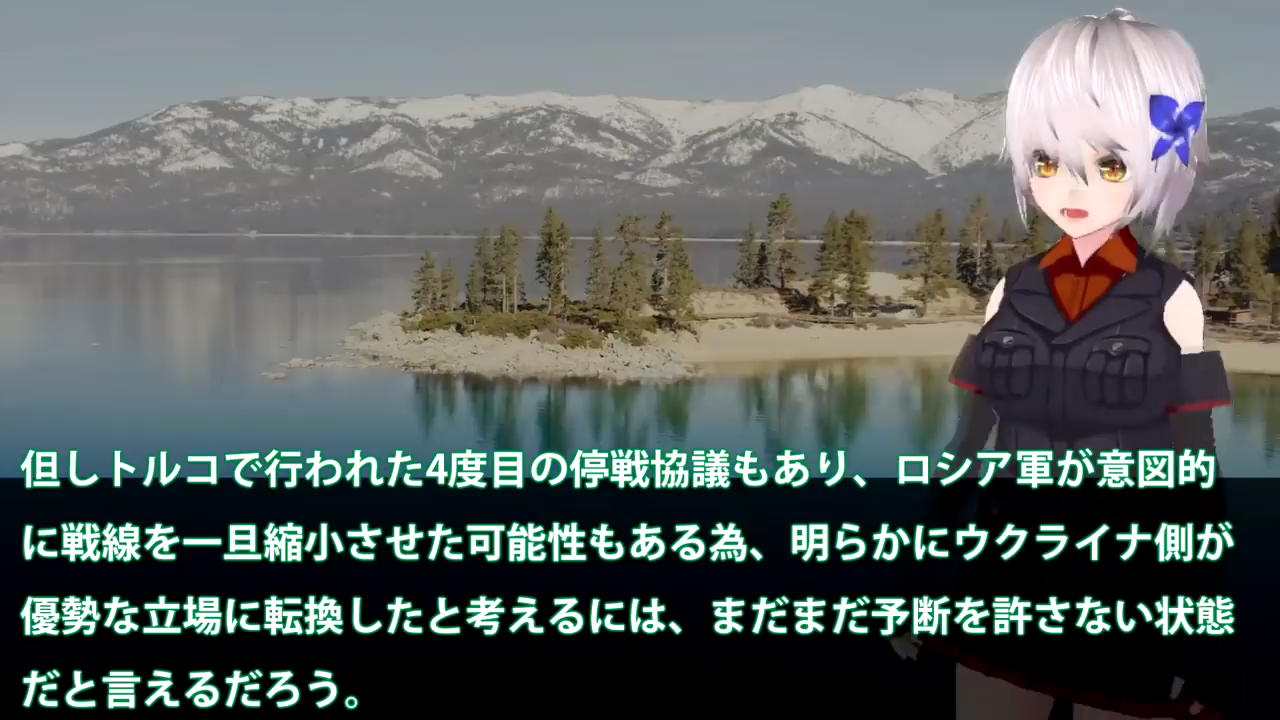 但しトルコで行われた4度目の停戦協議もあり、ロシア軍が意図的
に戦線を一旦縮小させた可能性もある為、明らかにウクライナ側が
優勢な立場に転換したと考えるには、まだまだ予断を許さない状態
だと言えるだろう。